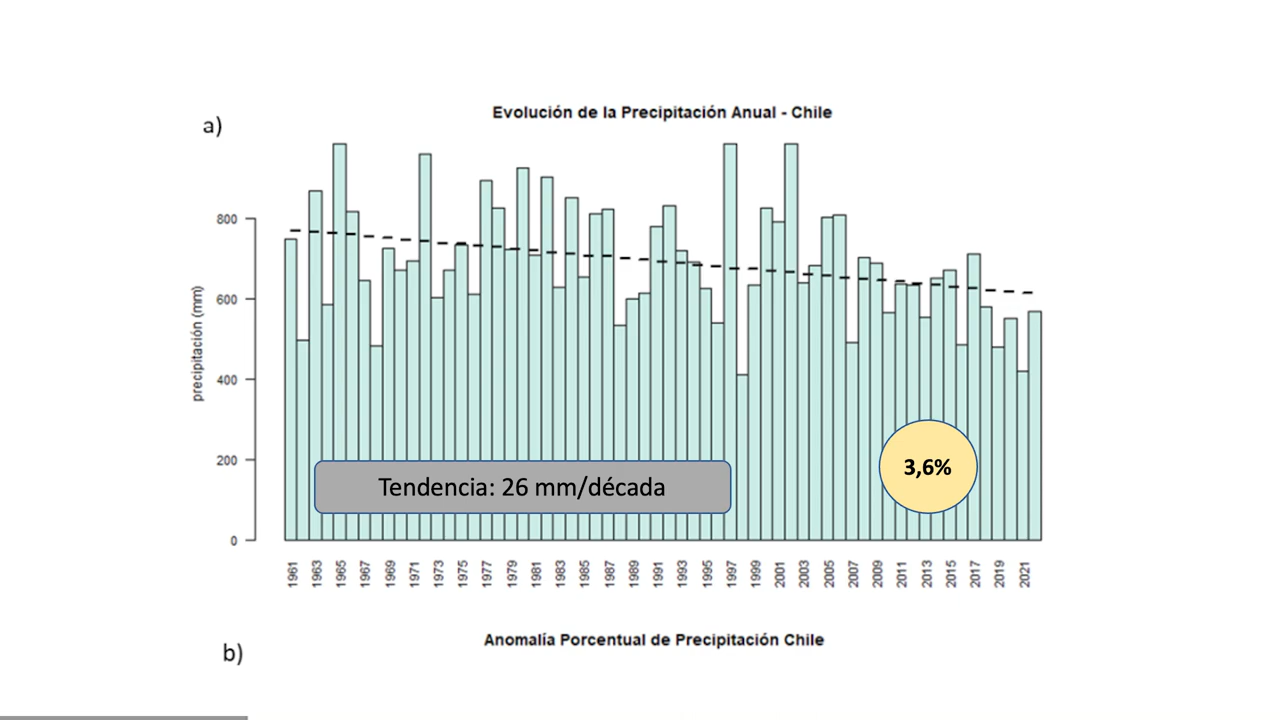 Evolución de la Precipitación Anual - Chile
a)
precipitación (mm)
800
600
400
200
0
3,6%
Tendencia: 26 mm/década
1961 1963 1965 1967 1969 1971 1973 1975 1977 1979 1981 1983 1985 1987 1989 1991 1993 1995 1997 1999 2001 2003 2005 2007 2009 2011 2013 2015 2017 2019 2021
Anomalía Porcentual de Precipitación Chile
b)